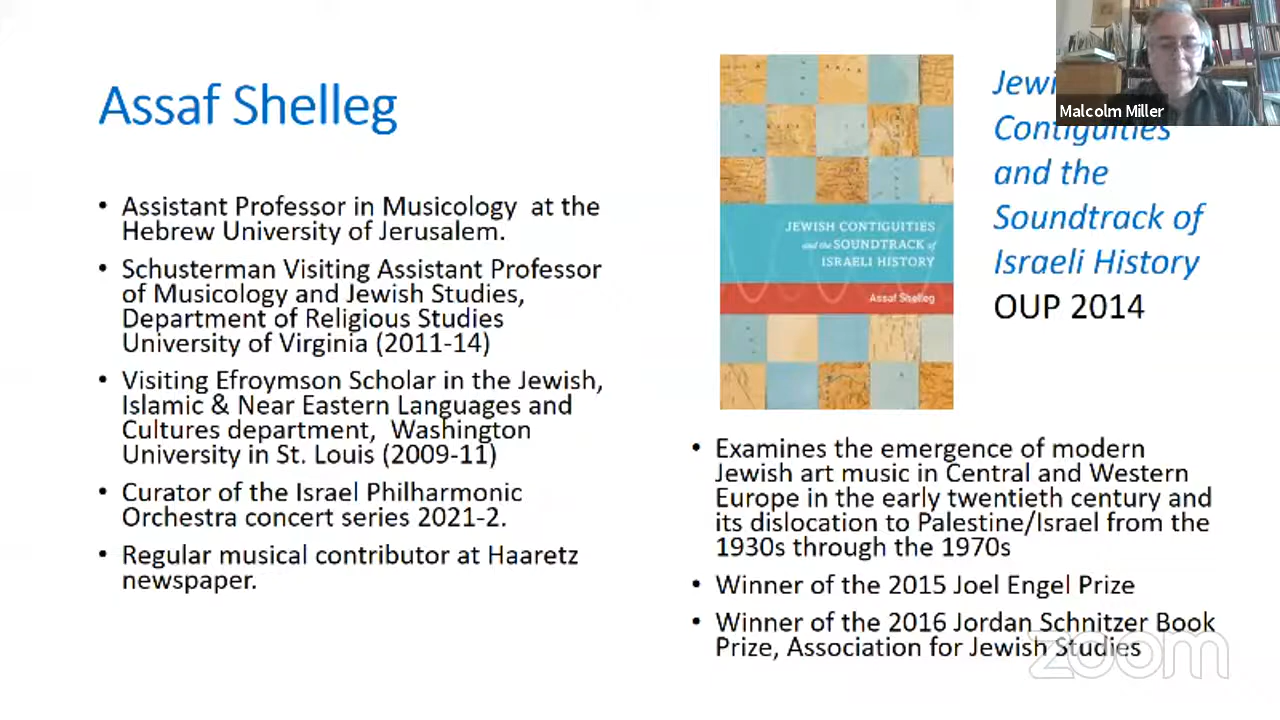 Assaf Shelleg
• Assistant Professor in Musicology at the
Hebrew University of Jerusalem.
• Schusterman Visiting Assistant Professor
of Musicology and Jewish Studies,
Department of Religious Studies
University of Virginia (2011-14)
• Visiting Efroymson Scholar in the Jewish,
Islamic & Near Eastern Languages and
Cultures department, Washington
University in St. Louis (2009-11)
• Curator of the Israel Philharmonic
Orchestra concert series 2021-2.
• Regular musical contributor at Haaretz
newspaper.
JEWISH CONTIGUITIES
and the SOUNDTRACK of
ISRAELI HISTORY
Assaf Shelleg
Malcolm Miller
Contiguities
and the
Soundtrack of
Israeli History
OUP 2014
• Examines the emergence of modern
Jewish art music in Central and Western
Europe in the early twentieth century and
its dislocation to Palestine/Israel from the
1930s through the 1970s
• Winner of the 2015 Joel Engel Prize
• Winner of the 2016 Jordan Schnitzer Book
Prize, Association for Jewish Studies
zoom